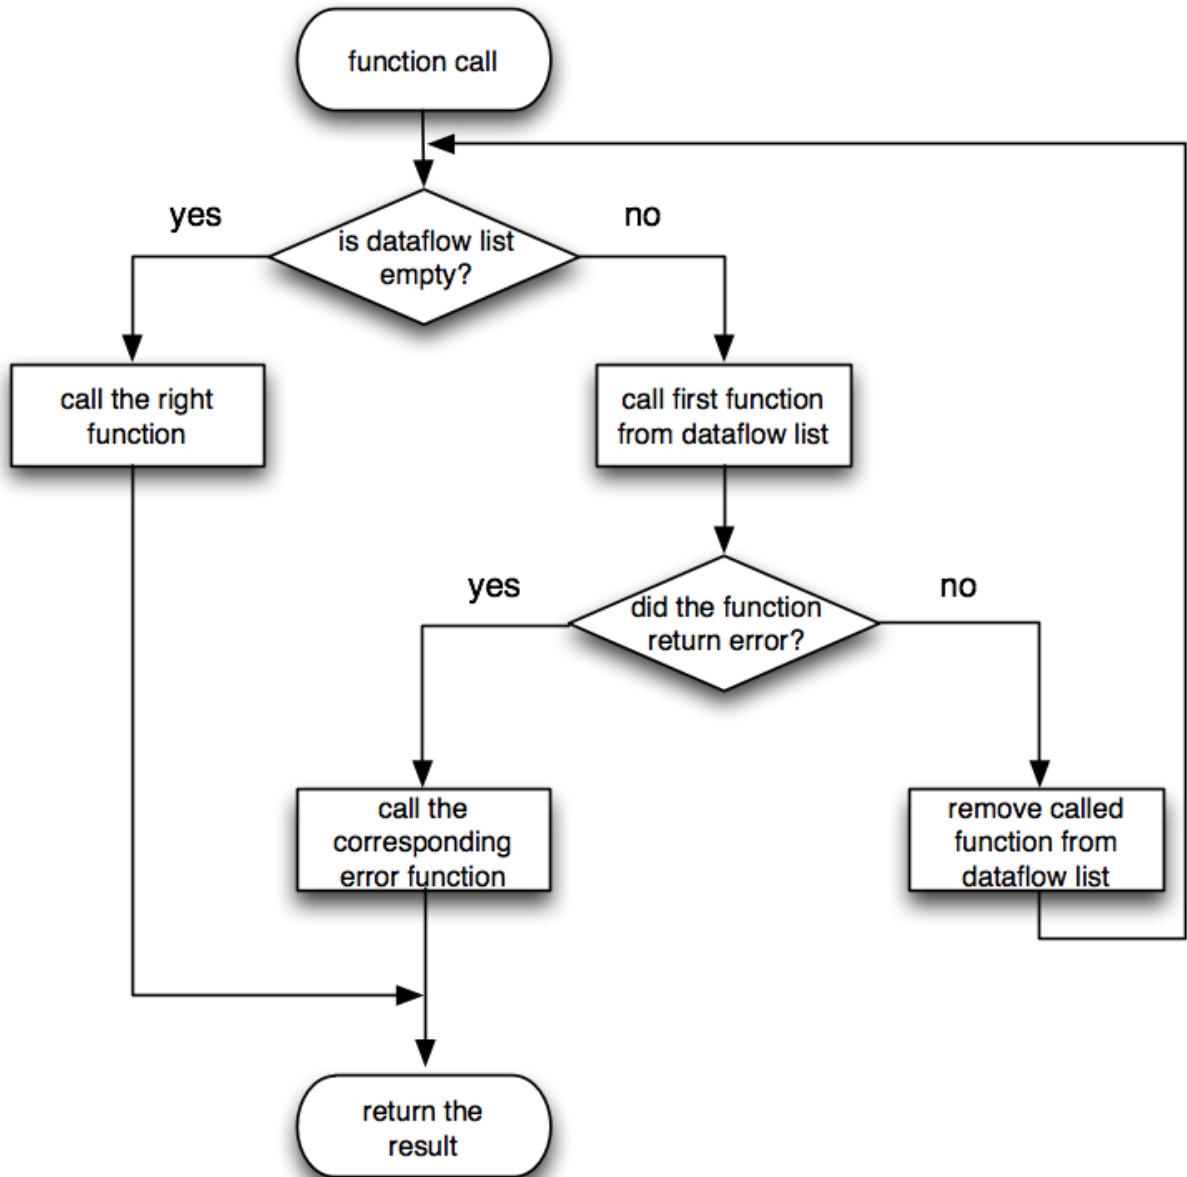 function call
yes
no
is dataflow list
empty?
call the right
function
call first function
from dataflow list
yes
no
did the function
return error?
call the
corresponding
error function
remove called
function from
dataflow list
return the
result